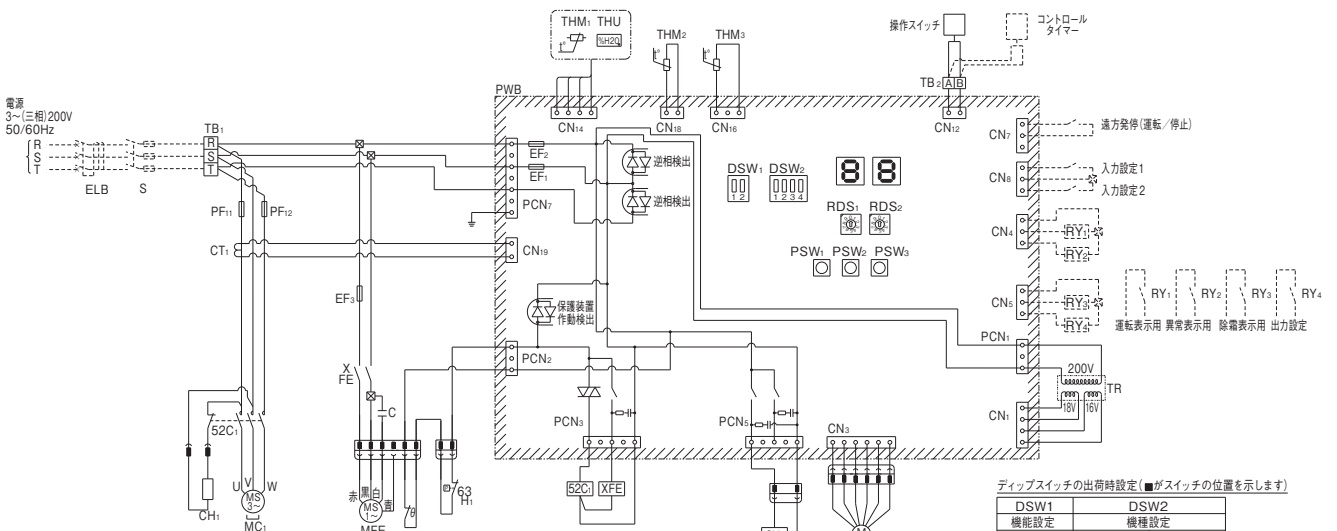 THM1 THU
t°
%H2O
THM2
t°
THM3
t°
操作スイッチ
コントロール
タイマー
TB2 A B
電源
3~(三相)200V
50/60Hz
R
S
T
ELB
S
TB1
R
S
T
PWB
CN14
CN18
CN16
CN12
EF2
EF1
PCN7
逆相検出
逆相検出
DSW1
1 2
DSW2
1 2 3 4
8 8
RDS1
0
RDS2
0
PSW1
PSW2
PSW3
CN7
遠方発停(運転/停止)
CN8
入力設定1
入力設定2
CN4
RY1
RY2
CN5
RY3
RY4
RY1
RY2
RY3
RY4
運転表示用
異常表示用
除霜表示用
出力設定
PF11
PF12
CT1
CN19
EF3
保護装置
作動検出
PCN1
200V
TR
18V
16V
CN1
X
FE
PCN2
C
PCN3
PCN5
CN3
52C1
U
V
W
MS
3~
MC1
CH1
赤
黒
白
青
MS
1~
θ
63
H1
52C1
XFE
M
ディップスイッチの出荷時設定(■がスイッチの位置を示します)
DSW1
DSW2
機能設定
機種設定